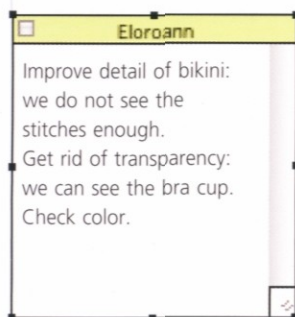 Eloroann
Improve detail of bikini:
we do not see the
stitches enough.
Get rid of transparency:
we can see the bra cup.
Check color.